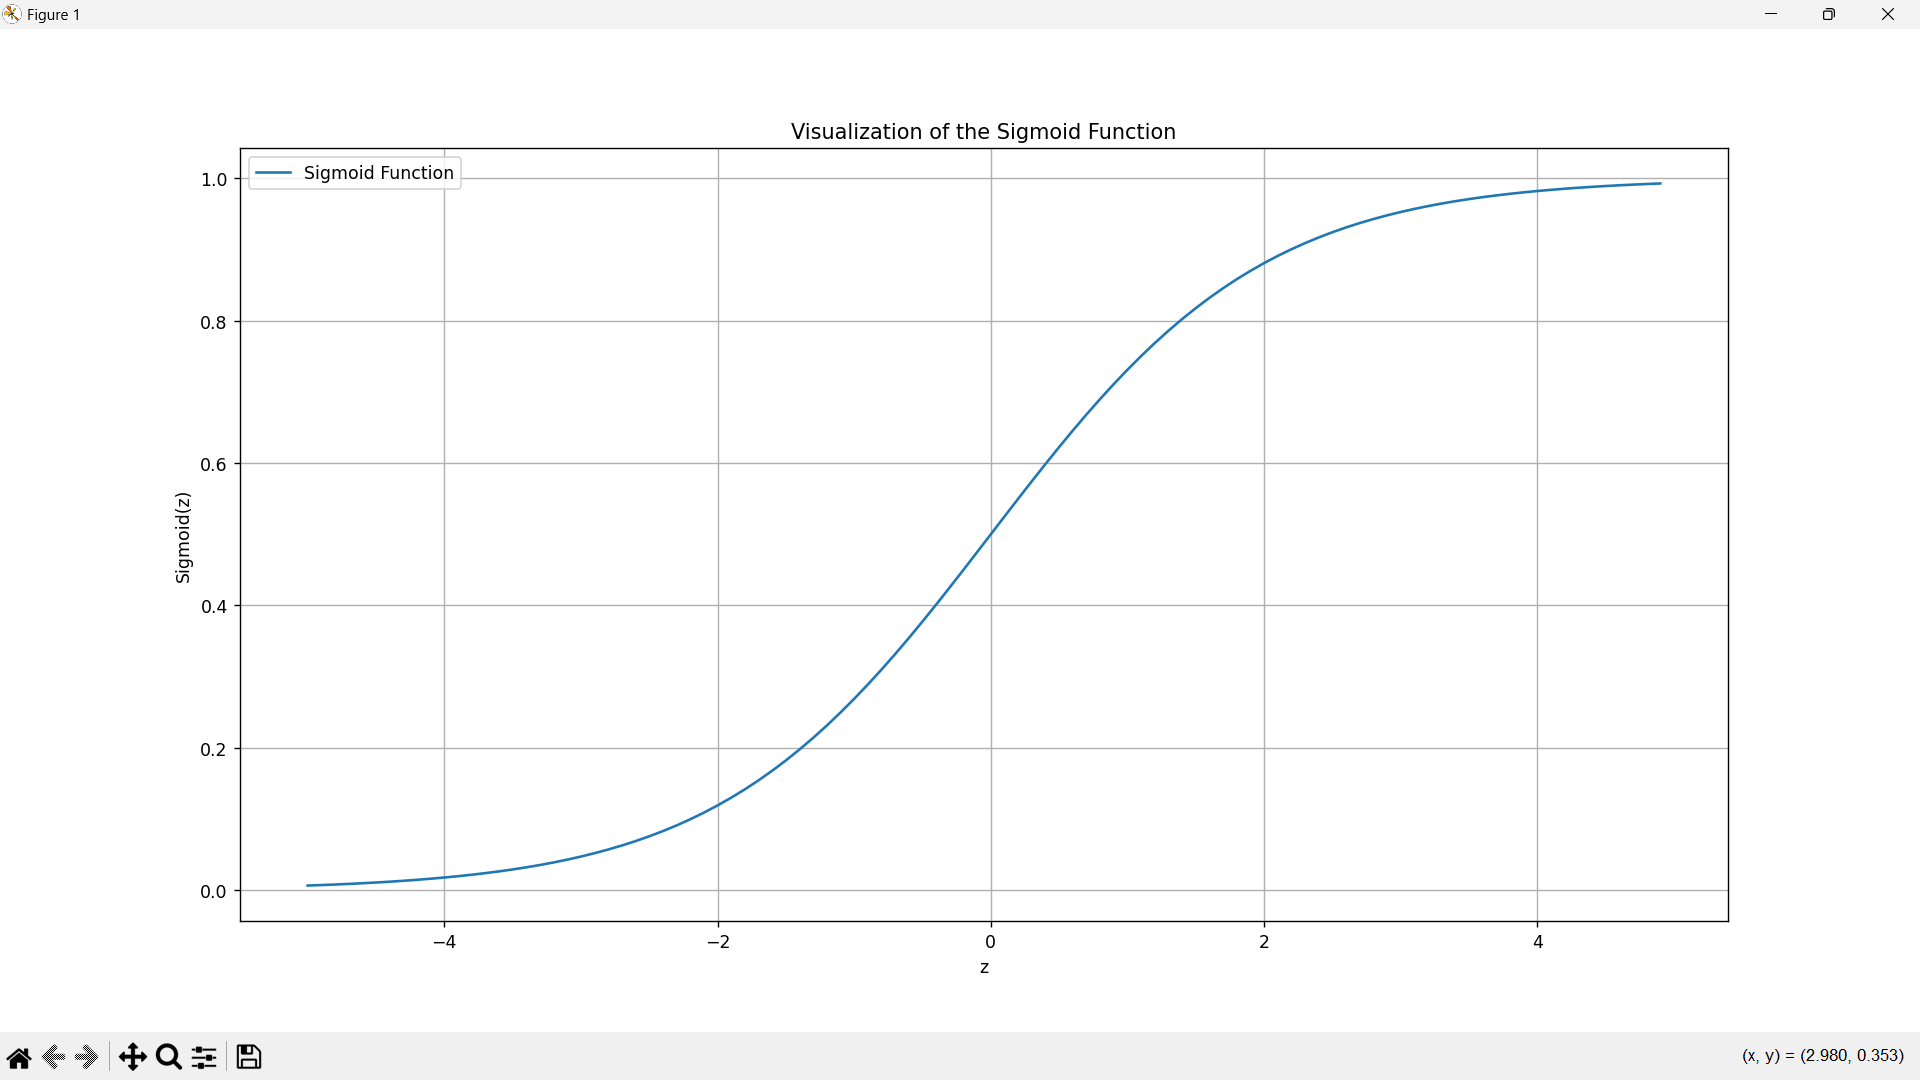 Figure 1
Visualization of the Sigmoid Function
Sigmoid Function
1.0
0.8
0.6
0.4
0.2
0.0
Sigmoid(z)
−4 −2 0 2 4
z
(x, y) = (2.980, 0.353)